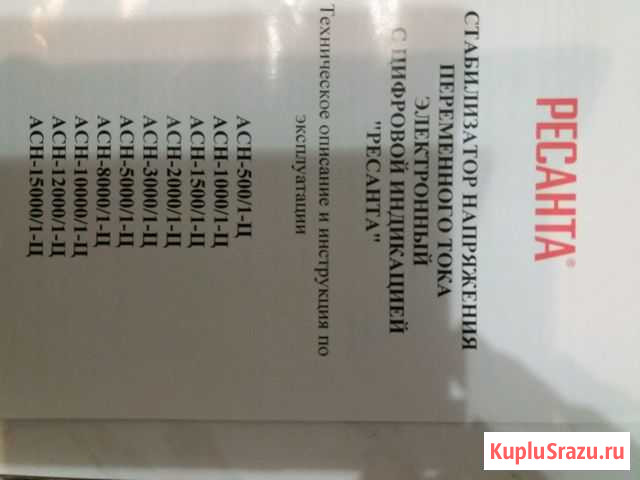 РЕСАНТА®
СТАБИЛИЗАТОР НАПРЯЖЕНИЯ
ПЕРЕМЕННОГО ТОКА
ЭЛЕКТРОННЫЙ
С ЦИФРОВОЙ ИНДИКАЦИЕЙ
"РЕСАНТА"
Техническое описание и инструкция по
эксплуатации
АСН-500/1-Ц
АСН-1000/1-Ц
АСН-1500/1-Ц
АСН-2000/1-Ц
АСН-3000/1-Ц
АСН-5000/1-Ц
АСН-8000/1-Ц
АСН-10000/1-Ц
АСН-12000/1-Ц
АСН-15000/1-Ц
KupluSrazu.ru